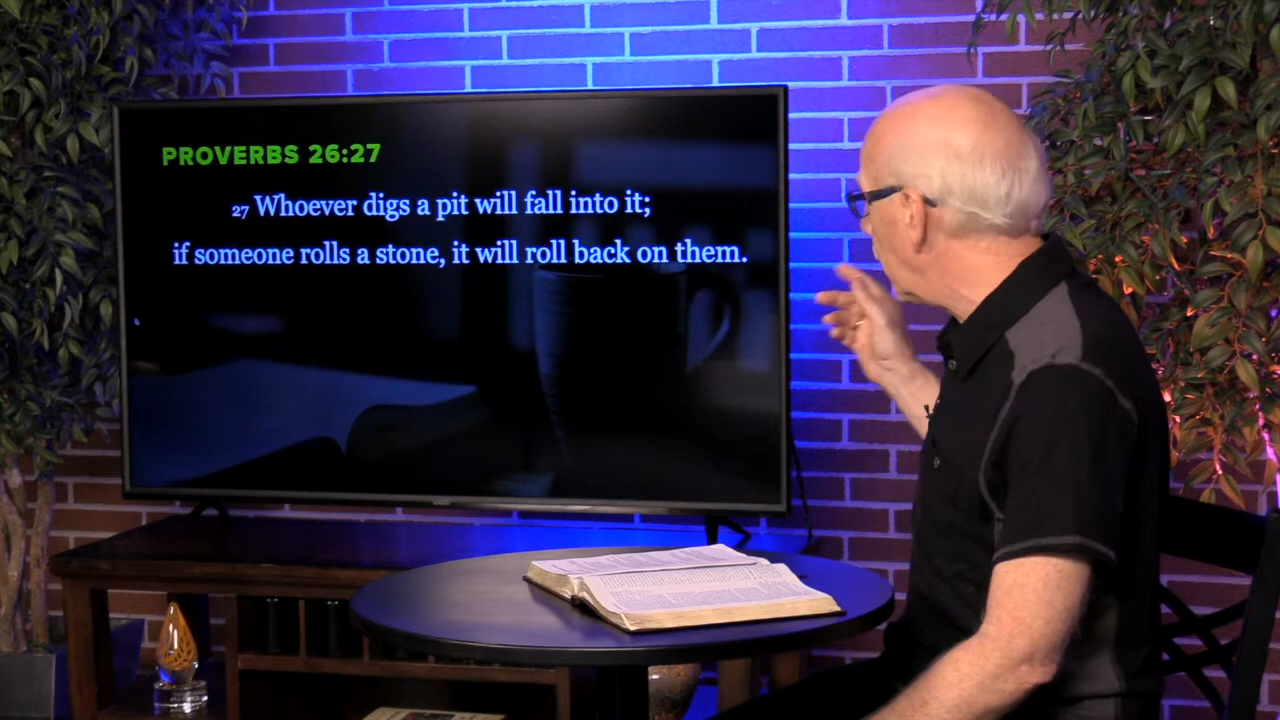 PROVERBS 26:27
27 Whoever digs a pit will fall into it;
if someone rolls a stone, it will roll back on them.